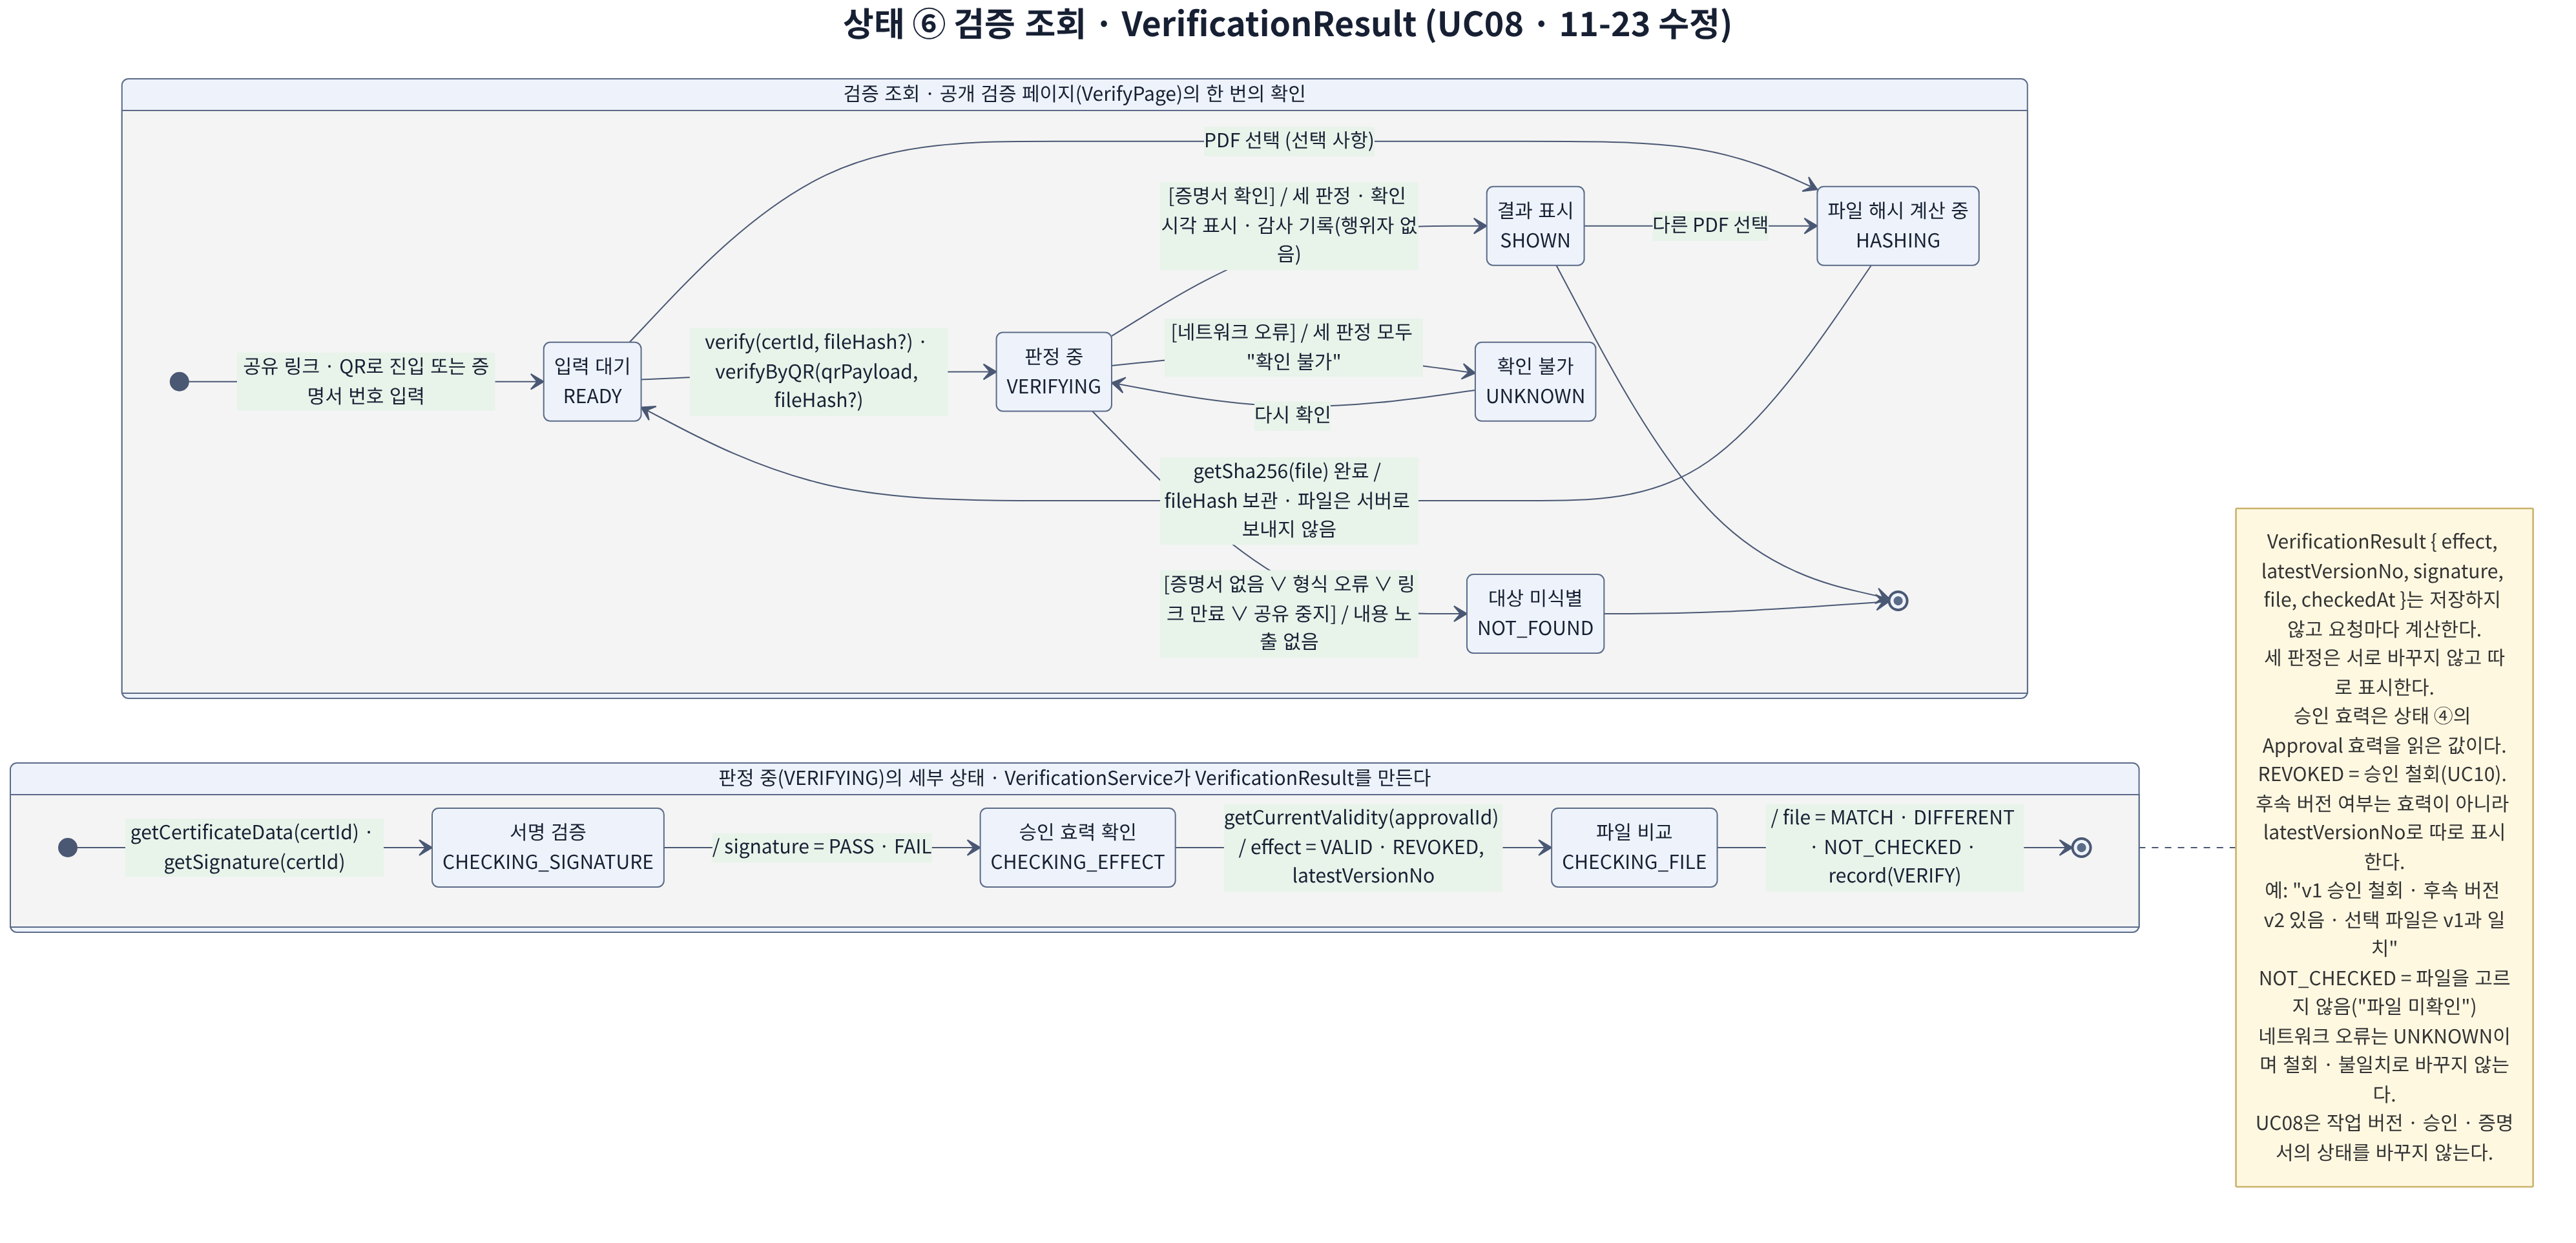 상태 ⑥ 검증 조회 · VerificationResult (UC08 · 11-23 수정)
검증 조회 · 공개 검증 페이지(VerifyPage)의 한 번의 확인
PDF 선택 (선택 사항)
[증명서 확인] / 세 판정 · 확인
시각 표시 · 감사 기록(행위자 없
음)
결과 표시
SHOWN
다른 PDF 선택
파일 해시 계산 중
HASHING
공유 링크 · QR로 진입 또는 증
명서 번호 입력
입력 대기
READY
verify(certId, fileHash?) ·
verifyByQR(qrPayload,
fileHash?)
판정 중
VERIFYING
[네트워크 오류] / 세 판정 모두
"확인 불가"
확인 불가
UNKNOWN
다시 확인
getSha256(file) 완료 /
fileHash 보관 · 파일은 서버로
보내지 않음
[증명서 없음 ∨ 형식 오류 ∨ 링
크 만료 ∨ 공유 중지] / 내용 노
출 없음
대상 미식별
NOT_FOUND
판정 중(VERIFYING)의 세부 상태 · VerificationService가 VerificationResult를 만든다
getCertificateData(certId) ·
getSignature(certId)
서명 검증
CHECKING_SIGNATURE
/ signature = PASS · FAIL
승인 효력 확인
CHECKING_EFFECT
getCurrentValidity(approvalId)
/ effect = VALID · REVOKED,
latestVersionNo
파일 비교
CHECKING_FILE
/ file = MATCH · DIFFERENT
· NOT_CHECKED ·
record(VERIFY)
VerificationResult { effect,
latestVersionNo, signature,
file, checkedAt }는 저장하지
않고 요청마다 계산한다.
세 판정은 서로 바꾸지 않고 따
로 표시한다.
승인 효력은 상태 ④의
Approval 효력을 읽은 값이다.
REVOKED = 승인 철회(UC10).
후속 버전 여부는 효력이 아니라
latestVersionNo로 따로 표시
한다.
예: "v1 승인 철회 · 후속 버전
v2 있음 · 선택 파일은 v1과 일
치"
NOT_CHECKED = 파일을 고르
지 않음("파일 미확인")
네트워크 오류는 UNKNOWN이
며 철회 · 불일치로 바꾸지 않는
다.
UC08은 작업 버전 · 승인 · 증명
서의 상태를 바꾸지 않는다.